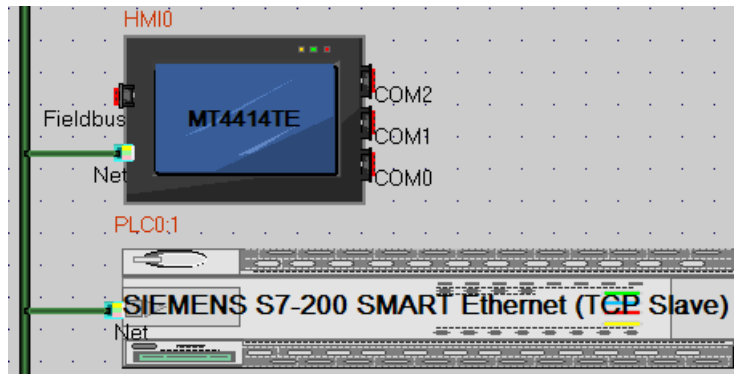 HMI0
COM2
Fieldbus
MT4414TE
COM1
Net
COM0
PLC0:1
SIEMENS S7-200 SMART Ethernet (TCP Slave)
Net